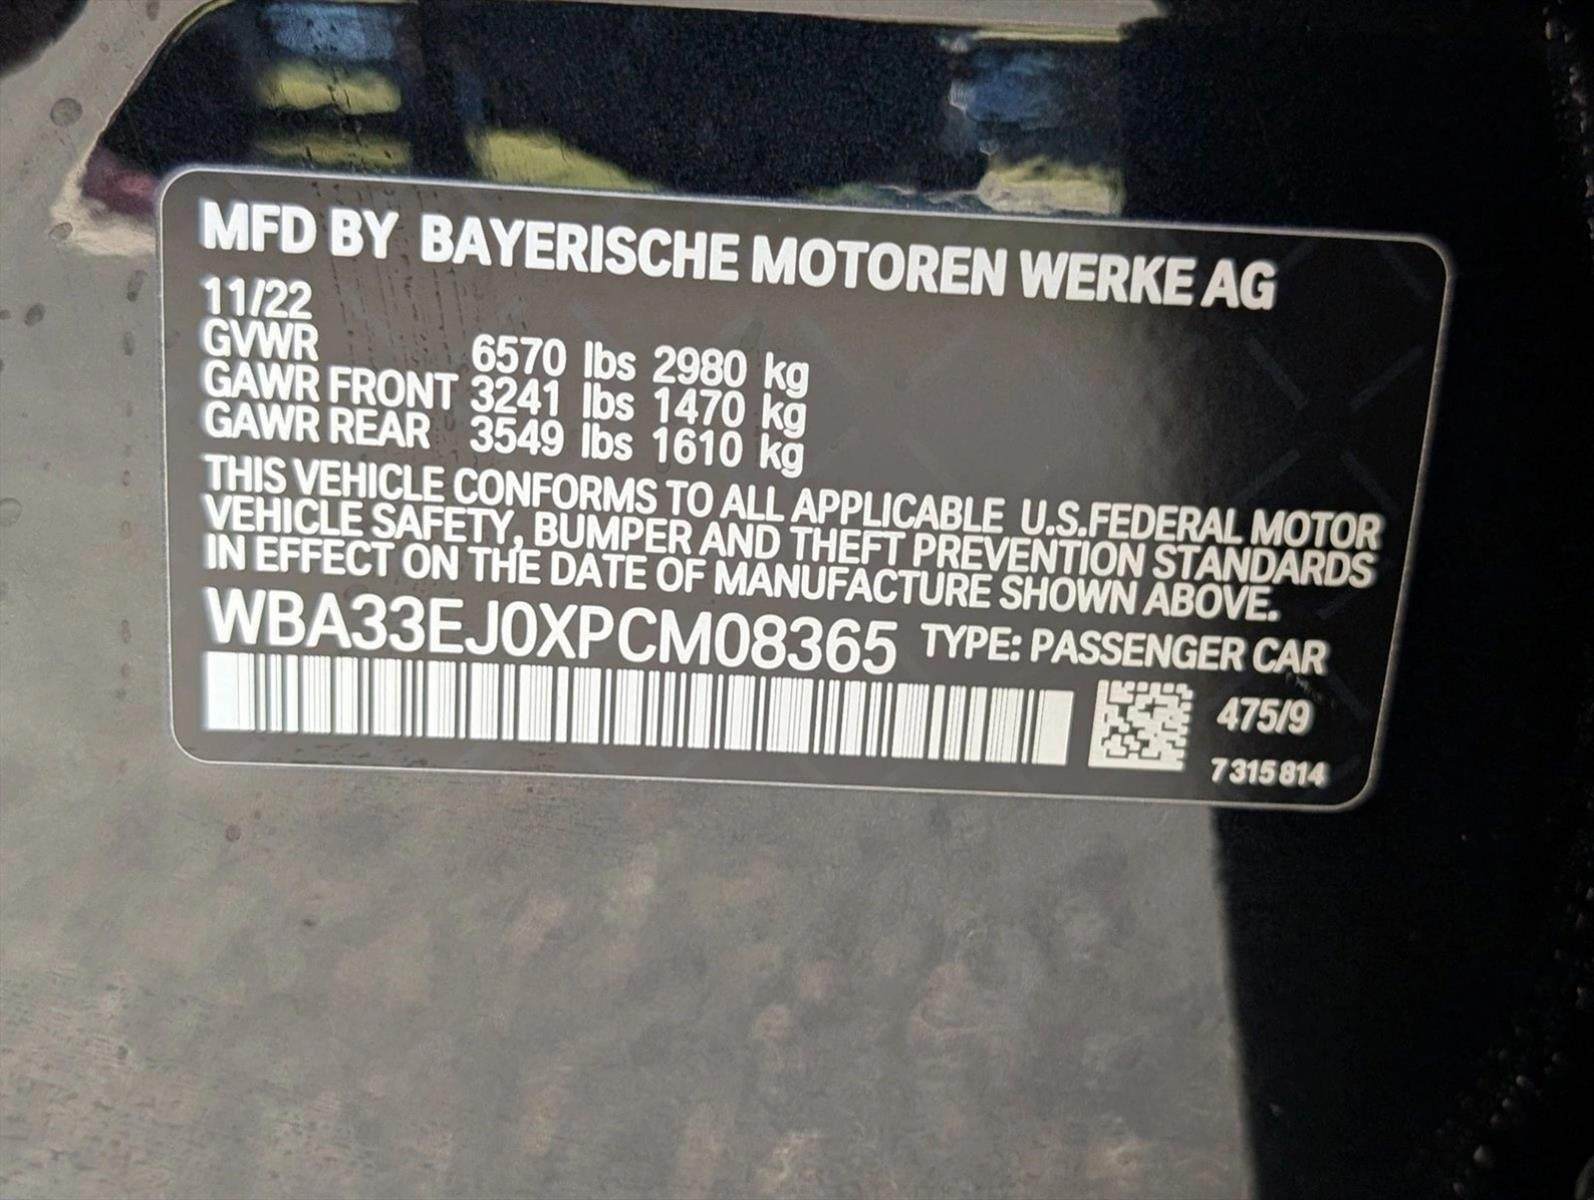 MFD BY BAYERISCHE MOTOREN WERKE AG
11/22
GVWR 6570 lbs 2980 kg
GAWR FRONT 3241 lbs 1470 kg
GAWR REAR 3549 lbs 1610 kg
THIS VEHICLE CONFORMS TO ALL APPLICABLE U.S.FEDERAL MOTOR
VEHICLE SAFETY, BUMPER AND THEFT PREVENTION STANDARDS
IN EFFECT ON THE DATE OF MANUFACTURE SHOWN ABOVE.
WBA33EJ0XPCM08365 TYPE: PASSENGER CAR
475/9
7 315 814